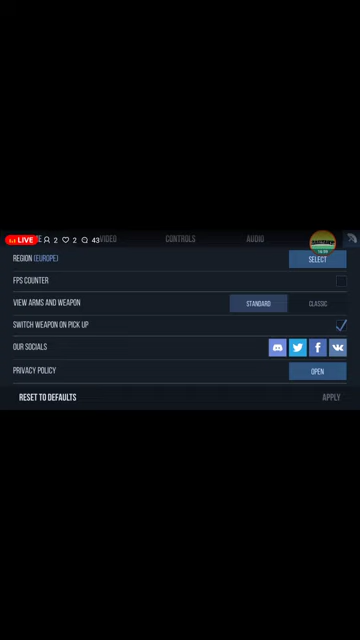 LIVE 2 2 43
VIDEO CONTROLS AUDIO
REGION (EUROPE) SELECT
FPS COUNTER
VIEW ARMS AND WEAPON STANDARD CLASSIC
SWITCH WEAPON ON PICK UP
OUR SOCIALS
PRIVACY POLICY OPEN
RESET TO DEFAULTS APPLY